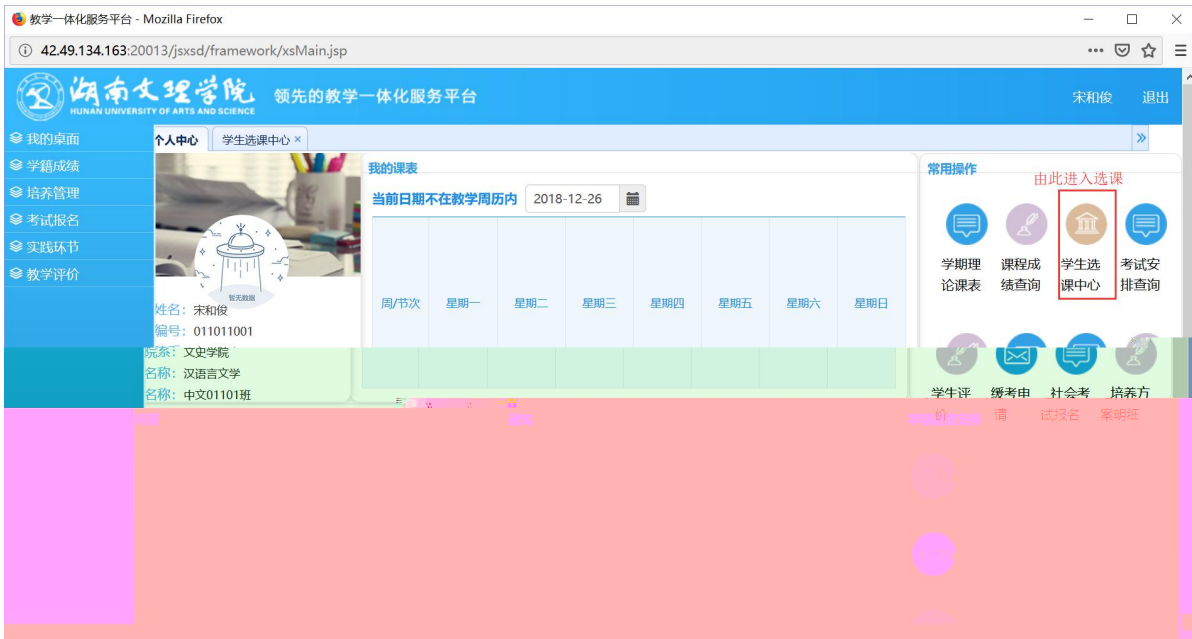 教学一体化服务平台 - Mozilla Firefox
42.49.134.163:20013/jsxsd/framework/xsMain.jsp
湖南文理学院
HUNAN UNIVERSITY OF ARTS AND SCIENCE
领先的教学一体化服务平台
宋和俊 退出
我的桌面
学籍成绩
培养管理
考试报名
实践环节
教学评价
个人中心 学生选课中心 ×
暂无数据
姓名：宋和俊
编号：011011001
院系：文史学院
名称：汉语言文学
名称：中文01101班
我的课表
当前日期不在教学周历内 2018-12-26
周/节次 星期一 星期二 星期三 星期四 星期五 星期六 星期日
常用操作
由此进入选课
学期理论课表
课程成绩查询
学生选课中心
考试安排查询
学生评价
缓考申请
社会考试报名
培养方案明细